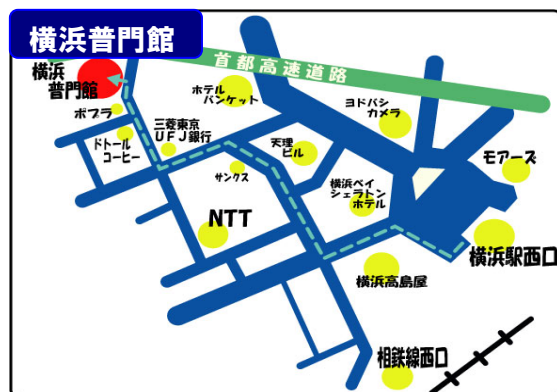 横浜普門館
首都高速道路
横浜
普門館
ホテル
バンケット
ヨドバシ
カメラ
ポプラ
三菱東京
UFJ銀行
ドトール
コーヒー
天理
ビル
モアーズ
サンクス
横浜ベイ
シェラトン
ホテル
NTT
横浜駅西口
横浜高島屋
相鉄線西口